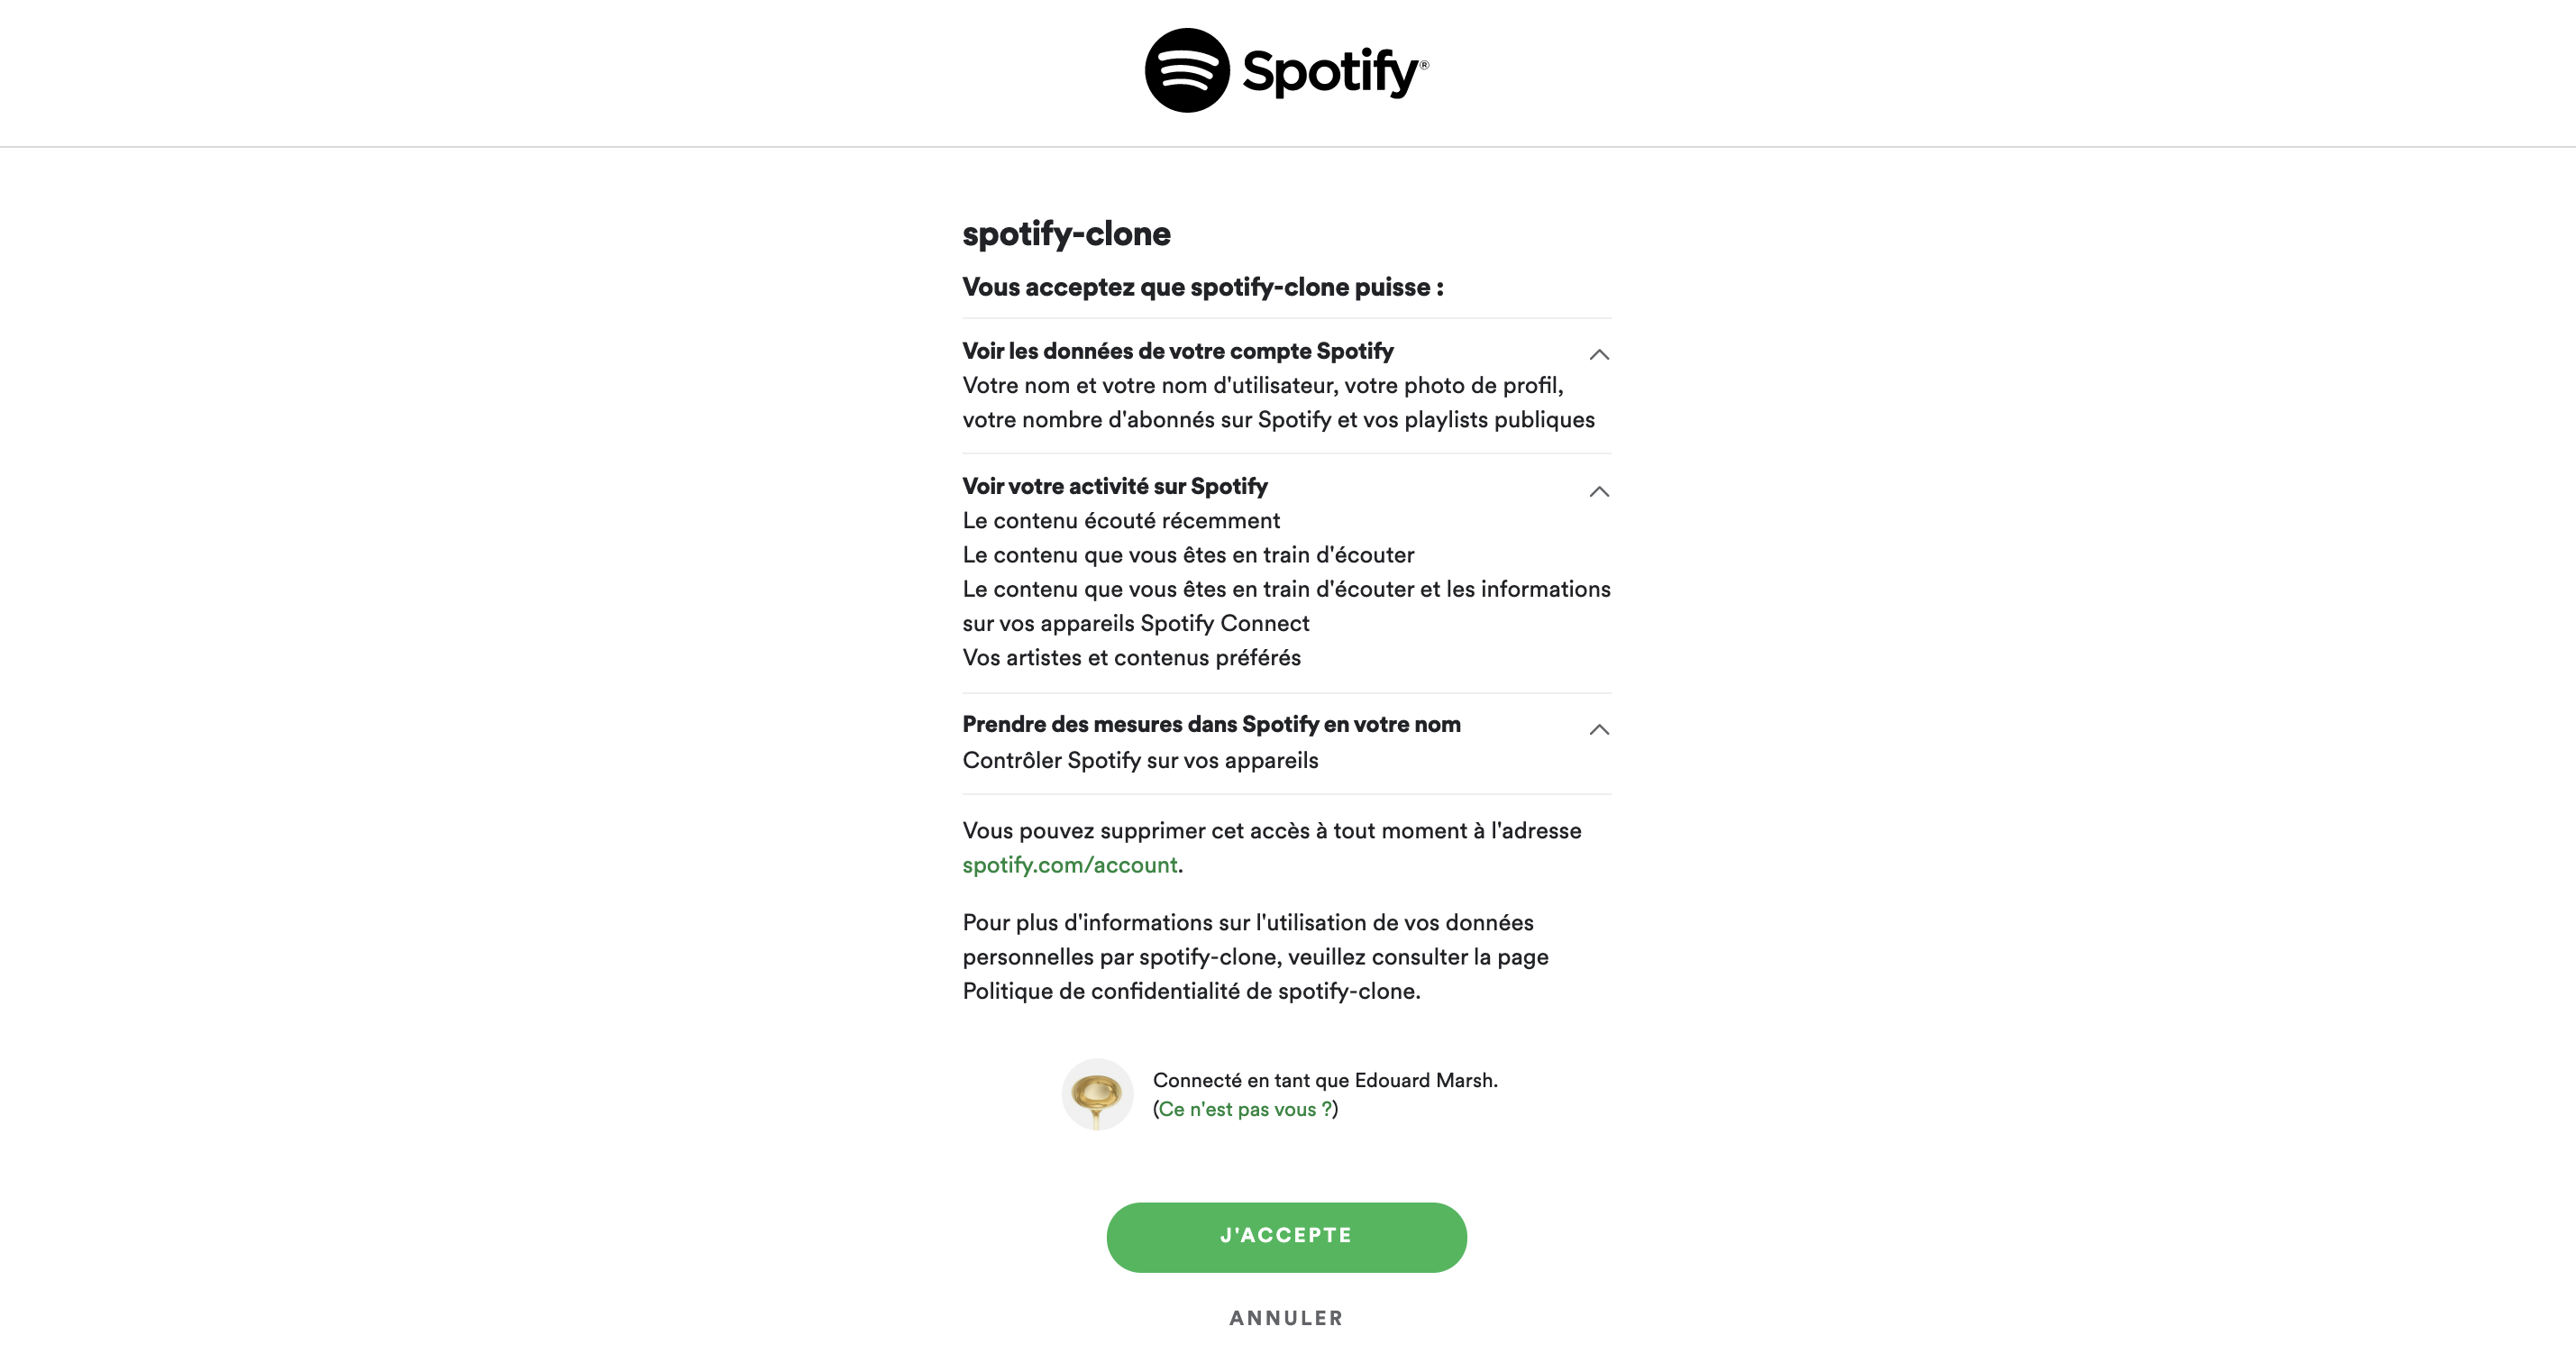 Spotify®
spotify-clone
Vous acceptez que spotify-clone puisse :
Voir les données de votre compte Spotify
Votre nom et votre nom d'utilisateur, votre photo de profil,
votre nombre d'abonnés sur Spotify et vos playlists publiques
Voir votre activité sur Spotify
Le contenu écouté récemment
Le contenu que vous êtes en train d'écouter
Le contenu que vous êtes en train d'écouter et les informations
sur vos appareils Spotify Connect
Vos artistes et contenus préférés
Prendre des mesures dans Spotify en votre nom
Contrôler Spotify sur vos appareils
Vous pouvez supprimer cet accès à tout moment à l'adresse
spotify.com/account.
Pour plus d'informations sur l'utilisation de vos données
personnelles par spotify-clone, veuillez consulter la page
Politique de confidentialité de spotify-clone.
Connecté en tant que Edouard Marsh.
(Ce n'est pas vous ?)
J'ACCEPTE
ANNULER